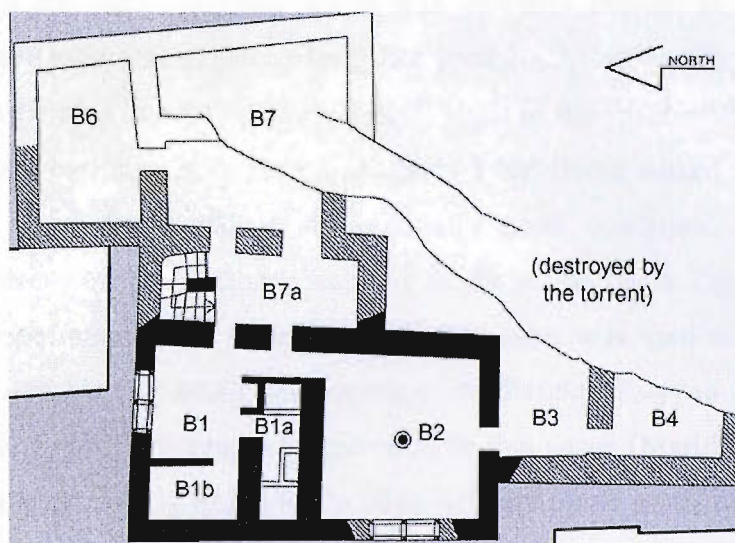 NORTH
B6
B7
B7a
(destroyed by
the torrent)
B1
B1a
B2
B3
B4
B1b